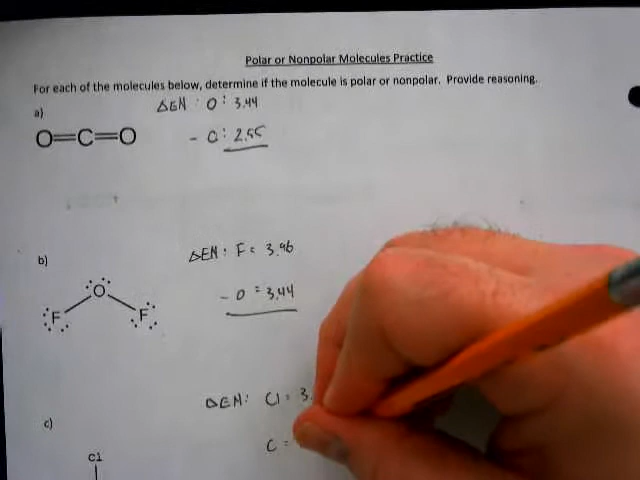 Polar or Nonpolar Molecules Practice
For each of the molecules below, determine if the molecule is polar or nonpolar. Provide reasoning.
a)
ΔEN : O : 3.44
O=C=O
- C : 2.55
b)
ΔEN : F = 3.96
O
- O = 3.44
F F
ΔEN: Cl = 3.
c)
C =
Cl